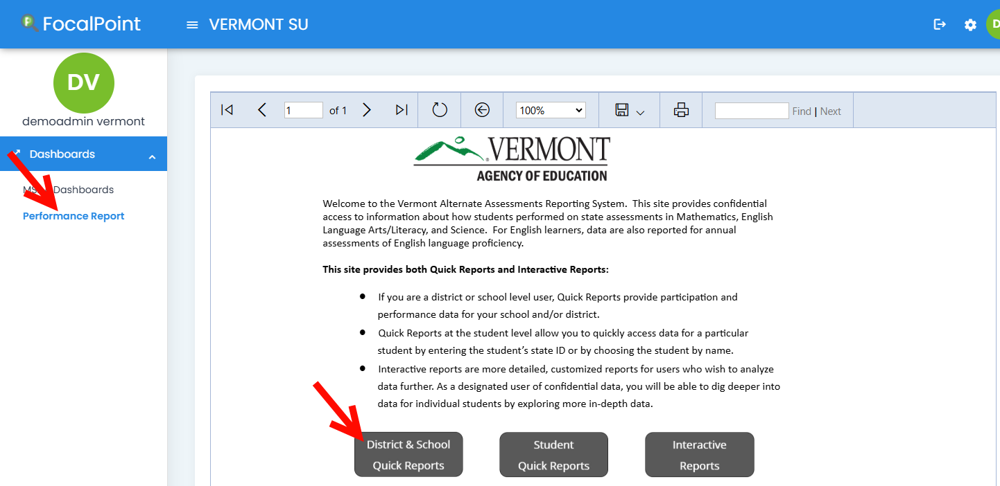 FocalPoint
VERMONT SU
D
DV
demoadmin vermont
Dashboards
Dashboards
Performance Report
1 of 1
100%
Find | Next
VERMONT
AGENCY OF EDUCATION
Welcome to the Vermont Alternate Assessments Reporting System. This site provides confidential
access to information about how students performed on state assessments in Mathematics, English
Language Arts/Literacy, and Science. For English learners, data are also reported for annual
assessments of English language proficiency.
This site provides both Quick Reports and Interactive Reports:
● If you are a district or school level user, Quick Reports provide participation and
performance data for your school and/or district.
● Quick Reports at the student level allow you to quickly access data for a particular
student by entering the student’s state ID or by choosing the student by name.
● Interactive reports are more detailed, customized reports for users who wish to analyze
data further. As a designated user of confidential data, you will be able to dig deeper into
data for individual students by exploring more in-depth data.
District & School
Quick Reports
Student
Quick Reports
Interactive
Reports